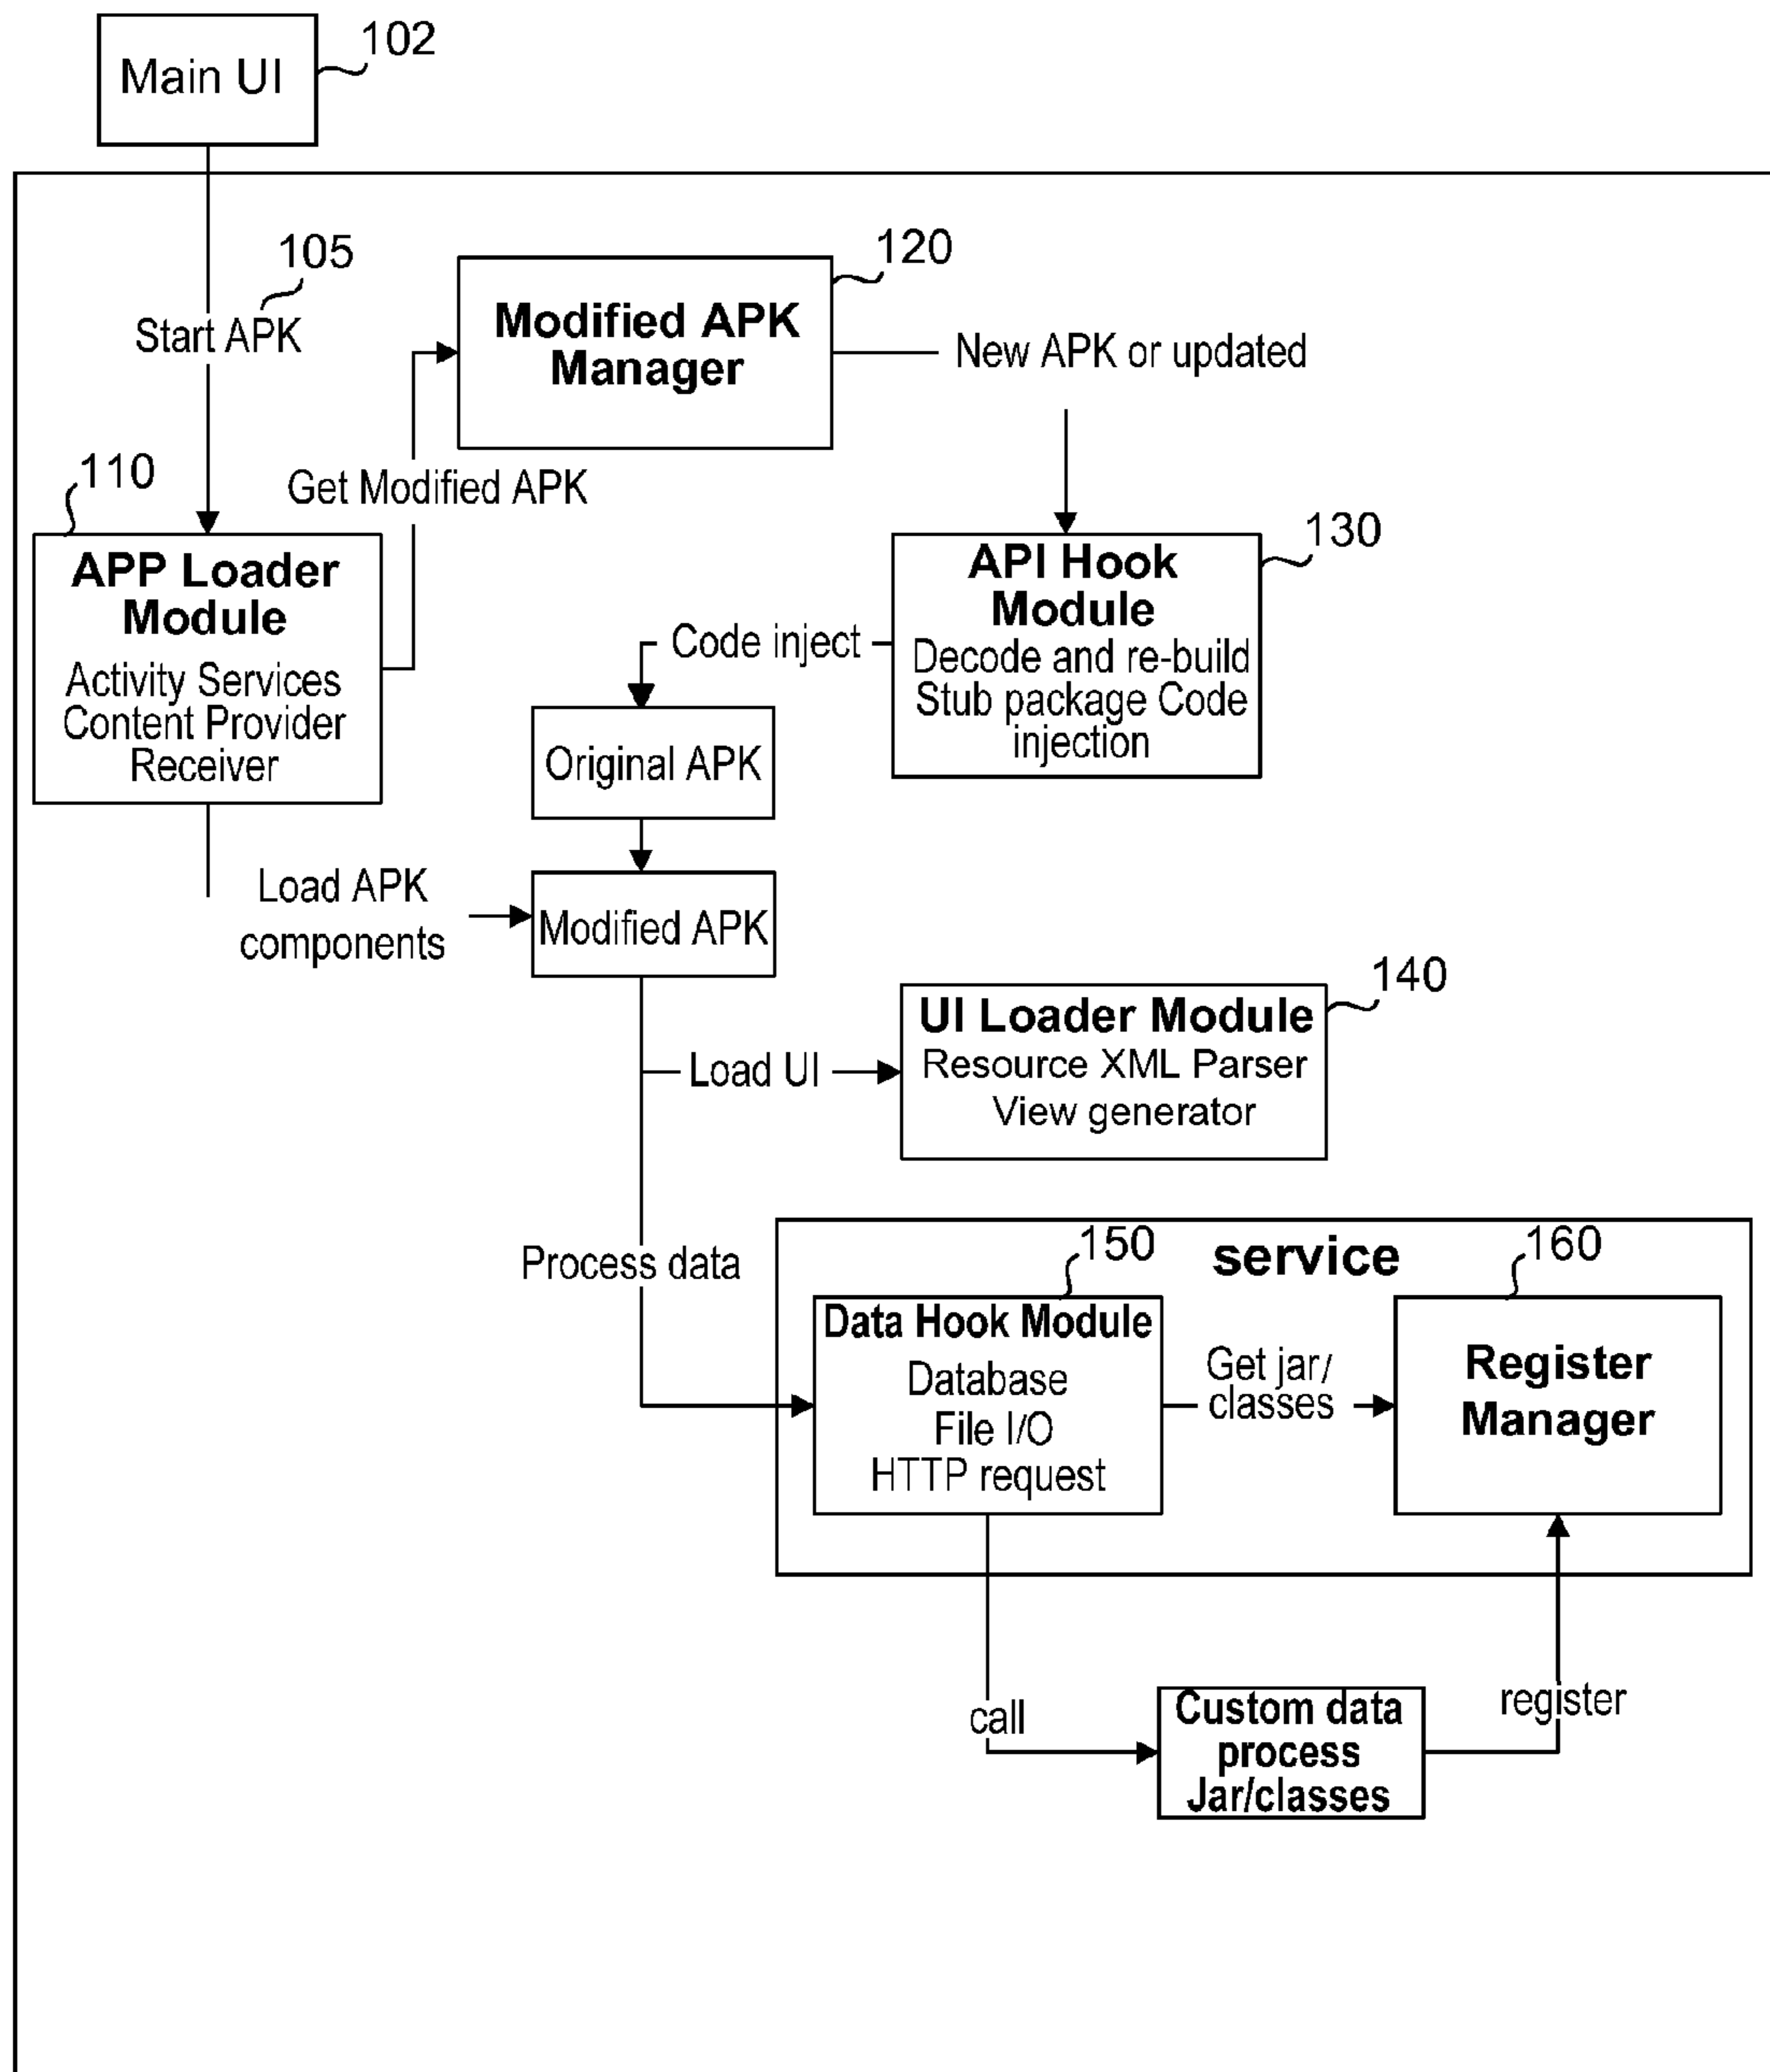 102
Main UI
105
Start APK
120
Modified APK
Manager
New APK or updated
110
Get Modified APK
APP Loader
Module
Activity Services
Content Provider
Receiver
130
API Hook
Module
Decode and re-build
Stub package Code
injection
Code inject
Original APK
Load APK
components
Modified APK
140
UI Loader Module
Resource XML Parser
View generator
Load UI
Process data
service
150
160
Data Hook Module
Database
File I/O
HTTP request
Get jar/
classes
Register
Manager
call
Custom data
process
Jar/classes
register